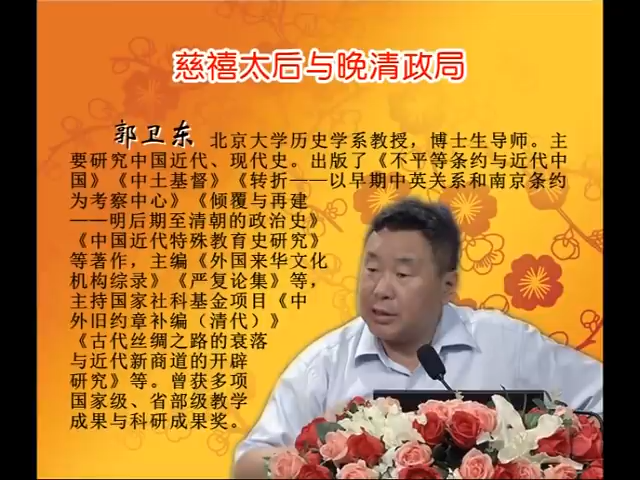 慈禧太后与晚清政局
郭卫东 北京大学历史学系教授，博士生导师。主
要研究中国近代、现代史。出版了《不平等条约与近代中
国》《中土基督》《转折——以早期中英关系和南京条约
为考察中心》《倾覆与再建
——明后期至清朝的政治史》
《中国近代特殊教育史研究》
等著作，主编《外国来华文化
机构综录》《严复论集》等，
主持国家社科基金项目《中
外旧约章补编（清代）》
《古代丝绸之路的衰落
与近代新商道的开辟
研究》等。曾获多项
国家级、省部级教学
成果与科研成果奖。